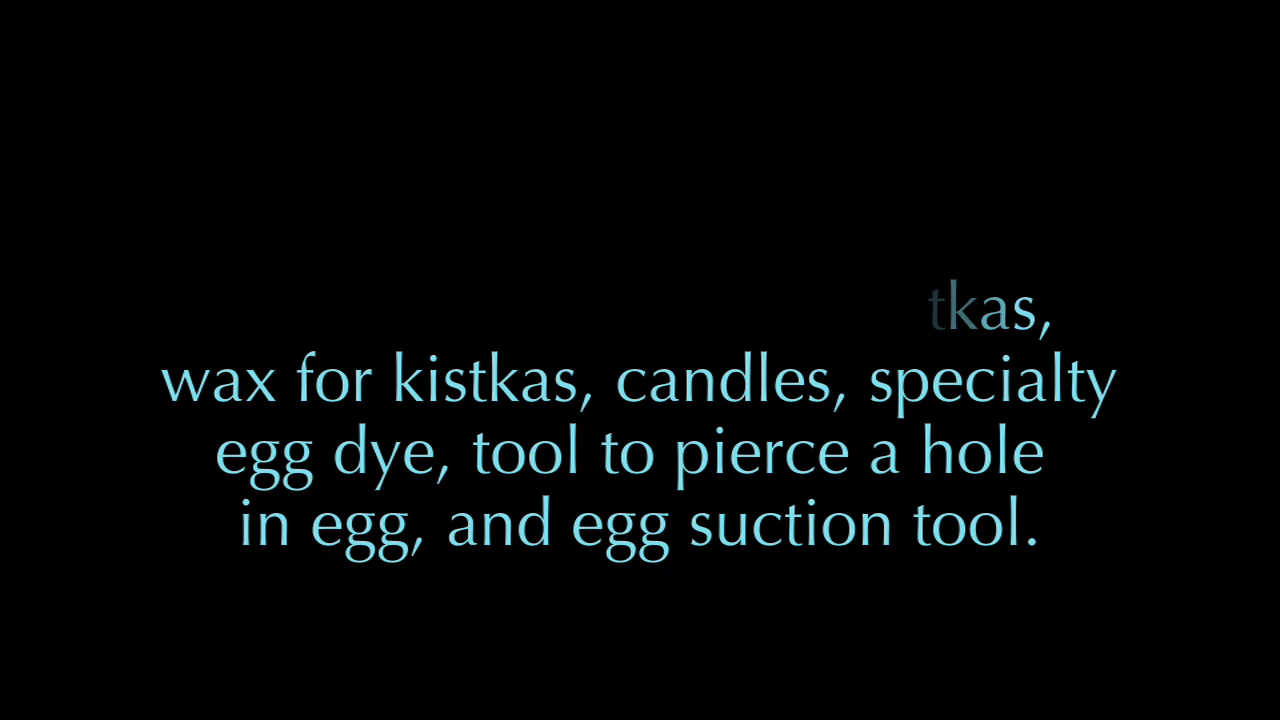 tkas,
wax for kistkas, candles, specialty
egg dye, tool to pierce a hole
in egg, and egg suction tool.